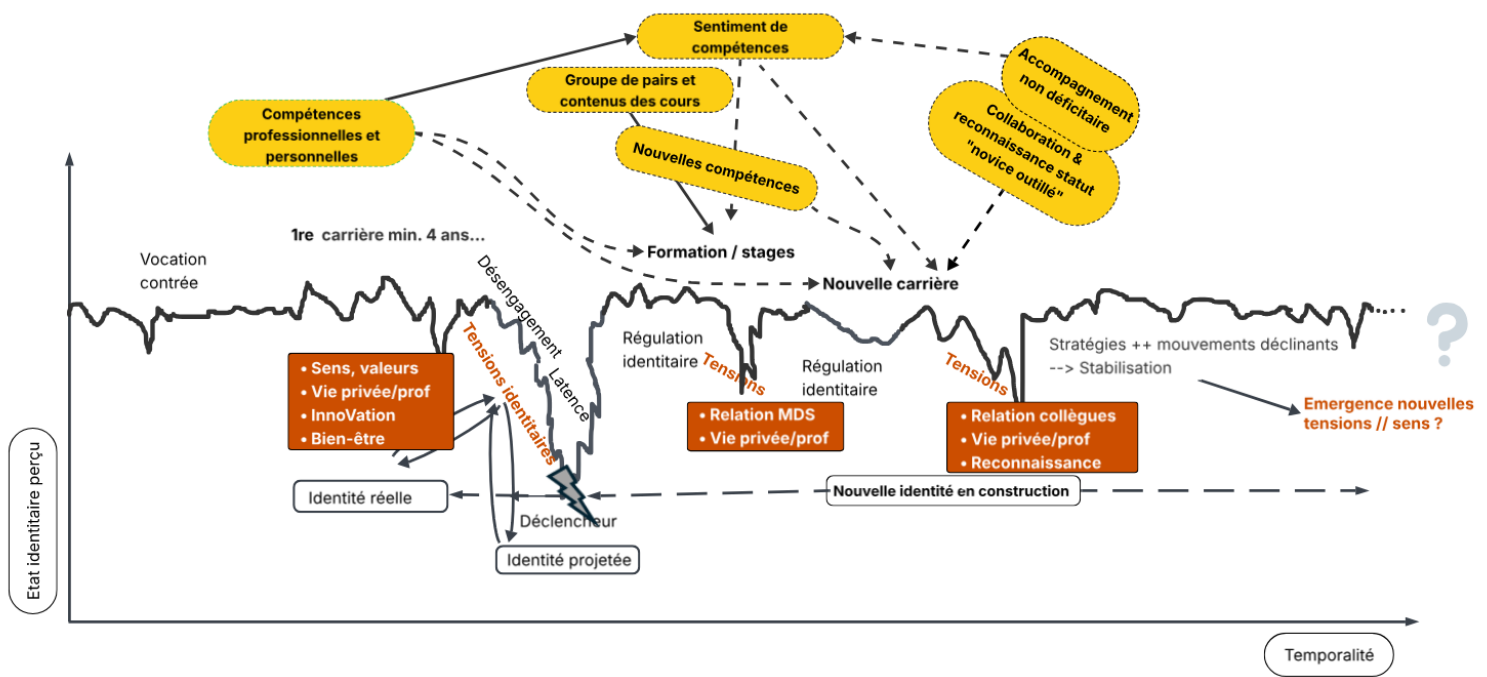 Sentiment de
compétences
Groupe de pairs et
contenus des cours
Accompagnement
non déficitaire
Compétences
professionnelles et
personnelles
Collaboration &
reconnaissance statut
"novice outillé"
Nouvelles compétences
1re carrière min. 4 ans...
Formation / stages
Vocation
contrée
Nouvelle carrière
Désengagement
Latence
Tensions identitaires
Régulation
identitaire
Tensions
Régulation
identitaire
Tensions
Stratégies ++ mouvements déclinants
--> Stabilisation
?
• Sens, valeurs
• Vie privée/prof
• InnoVation
• Bien-être
• Relation MDS
• Vie privée/prof
• Relation collègues
• Vie privée/prof
• Reconnaissance
Emergence nouvelles
tensions // sens ?
Identité réelle
Nouvelle identité en construction
Déclencheur
Identité projetée
Etat identitaire perçu
Temporalité